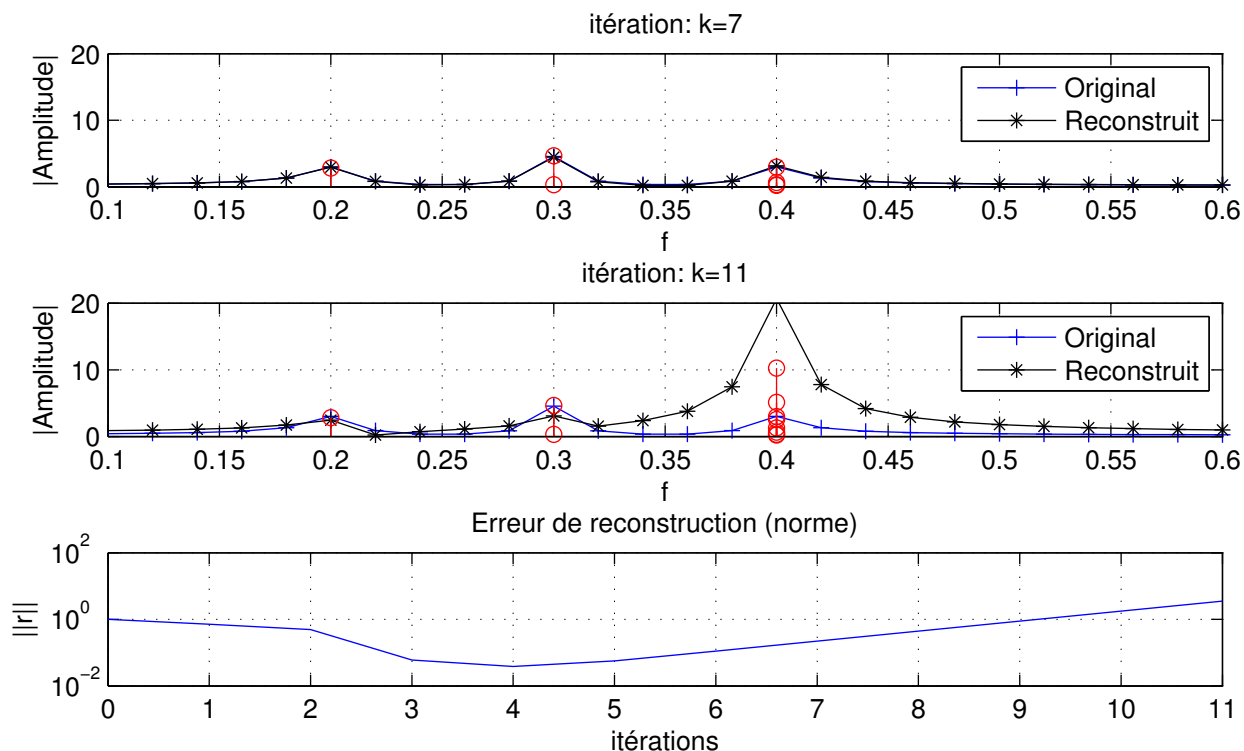 itération: k=7
|Amplitude|
20
10
0
Original
Reconstruit
0.1 0.15 0.2 0.25 0.3 0.35 0.4 0.45 0.5 0.55 0.6
f
itération: k=11
|Amplitude|
20
10
0
Original
Reconstruit
0.1 0.15 0.2 0.25 0.3 0.35 0.4 0.45 0.5 0.55 0.6
f
Erreur de reconstruction (norme)
||r||
10^2
10^0
10^−2
0 1 2 3 4 5 6 7 8 9 10 11
itérations